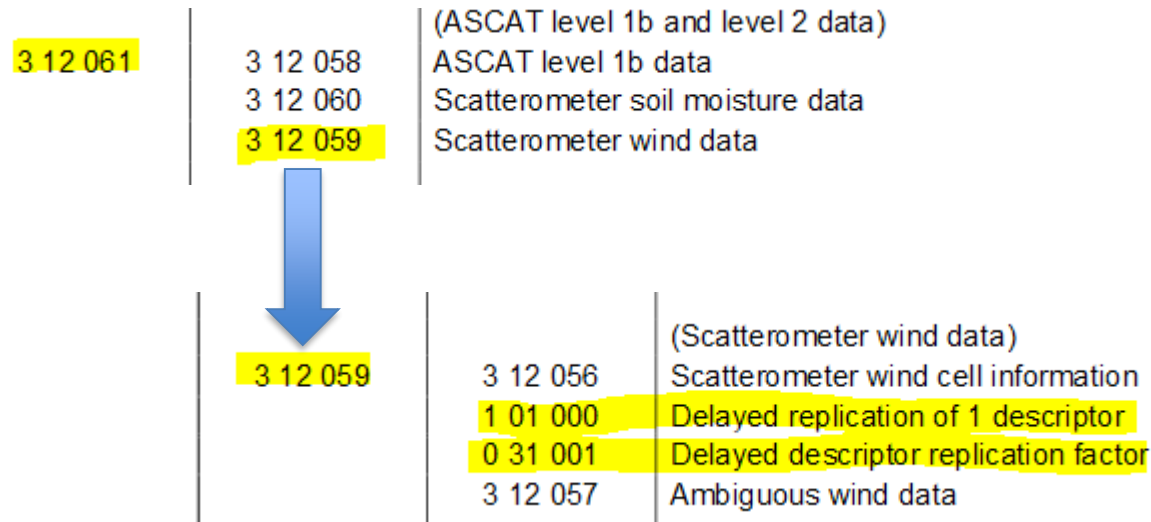 (ASCAT level 1b and level 2 data)
3 12 061 3 12 058 ASCAT level 1b data
3 12 060 Scatterometer soil moisture data
3 12 059 Scatterometer wind data
(Scatterometer wind data)
3 12 059 3 12 056 Scatterometer wind cell information
1 01 000 Delayed replication of 1 descriptor
0 31 001 Delayed descriptor replication factor
3 12 057 Ambiguous wind data